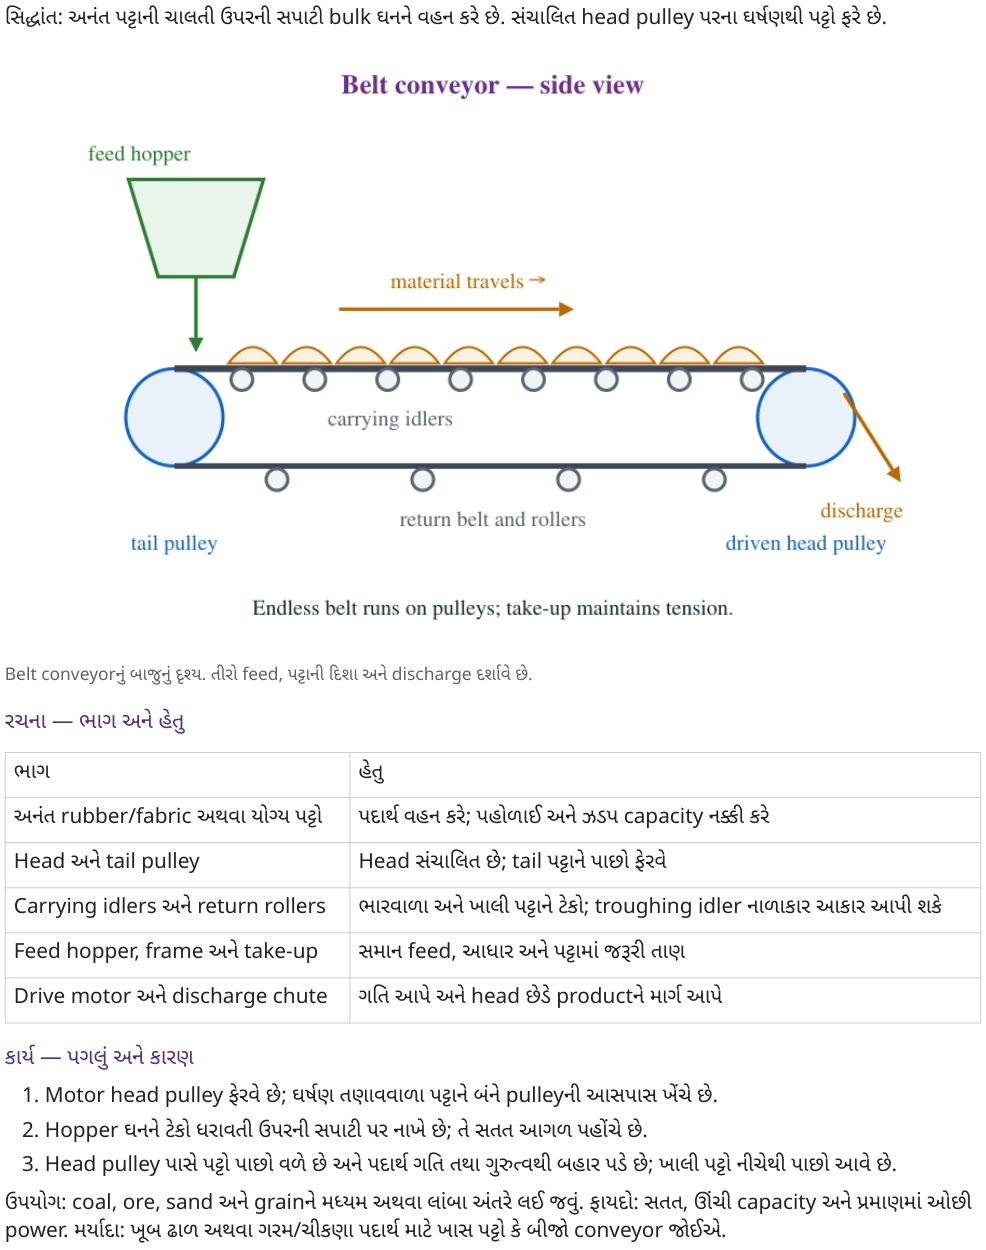 સિદ્ધાંત: અનંત પટ્ટાની ચાલતી ઉપરની સપાટી bulk ઘનને વહન કરે છે. સંચાલિત head pulley પરના ઘર્ષણથી પટ્ટો ફરે છે.
Belt conveyor — side view
feed hopper
material travels →
carrying idlers
return belt and rollers
discharge
tail pulley
driven head pulley
Endless belt runs on pulleys; take-up maintains tension.
Belt conveyorનું બાજુનું દૃશ્ય. તીરો feed, પટ્ટાની દિશા અને discharge દર્શાવે છે.
રચના — ભાગ અને હેતુ
ભાગ
હેતુ
અનંત rubber/fabric અથવા યોગ્ય પટ્ટો
પદાર્થ વહન કરે; પહોળાઈ અને ઝડપ capacity નક્કી કરે
Head અને tail pulley
Head સંચાલિત છે; tail પટ્ટાને પાછો ફેરવે
Carrying idlers અને return rollers
ભારવાળા અને ખાલી પટ્ટાને ટેકો; troughing idler નાળાકાર આકાર આપી શકે
Feed hopper, frame અને take-up
સમાન feed, આધાર અને પટ્ટામાં જરૂરી તાણ
Drive motor અને discharge chute
ગતિ આપે અને head છેડે productને માર્ગ આપે
કાર્ય — પગલું અને કારણ
1. Motor head pulley ફેરવે છે; ઘર્ષણ તણાવવાળા પટ્ટાને બંને pulleyની આસપાસ ખેંચે છે.
2. Hopper ઘનને ટેકો ધરાવતી ઉપરની સપાટી પર નાખે છે; તે સતત આગળ પહોંચે છે.
3. Head pulley પાસે પટ્ટો પાછો વળે છે અને પદાર્થ ગતિ તથા ગુરુત્વથી બહાર પડે છે; ખાલી પટ્ટો નીચેથી પાછો આવે છે.
ઉપયોગ: coal, ore, sand અને grainને મધ્યમ અથવા લાંબા અંતરે લઈ જવું. ફાયદો: સતત, ઊંચી capacity અને પ્રમાણમાં ઓછી
power. મર્યાદા: ખૂબ ઢાળ અથવા ગરમ/ચીકણા પદાર્થ માટે ખાસ પટ્ટો કે બીજો conveyor જોઈએ.